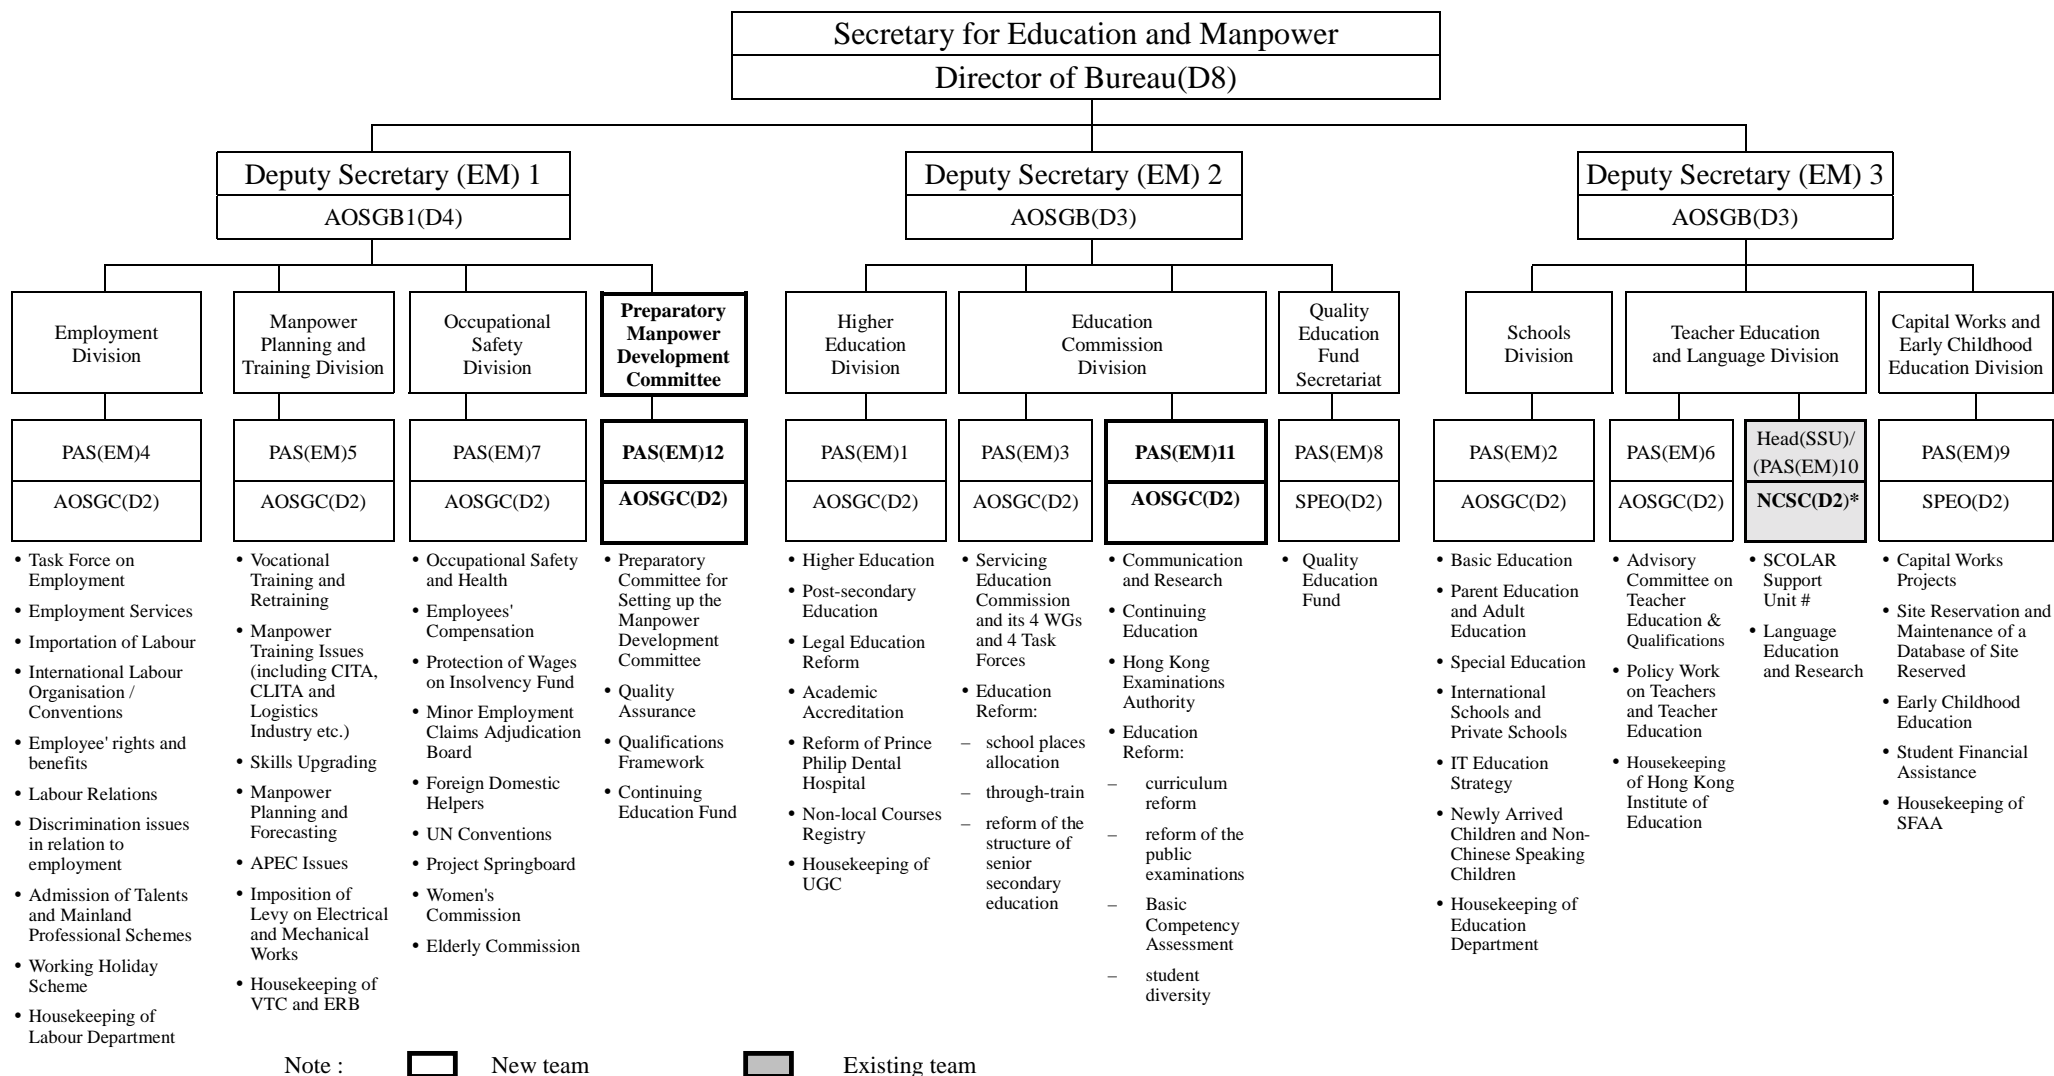 Secretary for Education and Manpower
Director of Bureau(D8)
Deputy Secretary (EM) 1
AOSGB1(D4)
Deputy Secretary (EM) 2
AOSGB(D3)
Deputy Secretary (EM) 3
AOSGB(D3)
Employment
Division
Manpower
Planning and
Training Division
Occupational
Safety
Division
Preparatory
Manpower
Development
Committee
Higher
Education
Division
Education
Commission
Division
Quality
Education
Fund
Secretariat
Schools
Division
Teacher Education
and Language Division
Capital Works and
Early Childhood
Education Division
PAS(EM)4
AOSGC(D2)
PAS(EM)5
AOSGC(D2)
PAS(EM)7
AOSGC(D2)
PAS(EM)12
AOSGC(D2)
PAS(EM)1
AOSGC(D2)
PAS(EM)3
AOSGC(D2)
PAS(EM)11
AOSGC(D2)
PAS(EM)8
SPEO(D2)
PAS(EM)2
AOSGC(D2)
PAS(EM)6
AOSGC(D2)
Head(SSU)/
(PAS(EM)10
NCSC(D2)*
PAS(EM)9
SPEO(D2)
• Task Force on
Employment
• Employment Services
• Importation of Labour
• International Labour
Organisation /
Conventions
• Employee' rights and
benefits
• Labour Relations
• Discrimination issues
in relation to
employment
• Admission of Talents
and Mainland
Professional Schemes
• Working Holiday
Scheme
• Housekeeping of
Labour Department
• Vocational
Training and
Retraining
• Manpower
Training Issues
(including CITA,
CLITA and
Logistics
Industry etc.)
• Skills Upgrading
• Manpower
Planning and
Forecasting
• APEC Issues
• Imposition of
Levy on Electrical
and Mechanical
Works
• Housekeeping of
VTC and ERB
• Occupational Safety
and Health
• Employees'
Compensation
• Protection of Wages
on Insolvency Fund
• Minor Employment
Claims Adjudication
Board
• Foreign Domestic
Helpers
• UN Conventions
• Project Springboard
• Women's
Commission
• Elderly Commission
• Preparatory
Committee for
Setting up the
Manpower
Development
Committee
• Quality
Assurance
• Qualifications
Framework
• Continuing
Education Fund
• Higher Education
• Post-secondary
Education
• Legal Education
Reform
• Academic
Accreditation
• Reform of Prince
Philip Dental
Hospital
• Non-local Courses
Registry
• Housekeeping of
UGC
• Servicing
Education
Commission
and its 4 WGs
and 4 Task
Forces
• Education
Reform:
– school places
allocation
– through-train
– reform of the
structure of
senior
secondary
education
• Communication
and Research
• Continuing
Education
• Hong Kong
Examinations
Authority
• Education
Reform:
– curriculum
reform
– reform of the
public
examinations
– Basic
Competency
Assessment
– student
diversity
• Quality
Education
Fund
• Basic Education
• Parent Education
and Adult
Education
• Special Education
• International
Schools and
Private Schools
• IT Education
Strategy
• Newly Arrived
Children and Non-
Chinese Speaking
Children
• Housekeeping of
Education
Department
• Advisory
Committee on
Teacher
Education &
Qualifications
• Policy Work
on Teachers
and Teacher
Education
• Housekeeping
of Hong Kong
Institute of
Education
• SCOLAR
Support
Unit #
• Language
Education
and Research
• Capital Works
Projects
• Site Reservation and
Maintenance of a
Database of Site
Reserved
• Early Childhood
Education
• Student Financial
Assistance
• Housekeeping of
SFAA
Note :
New team
Existing team